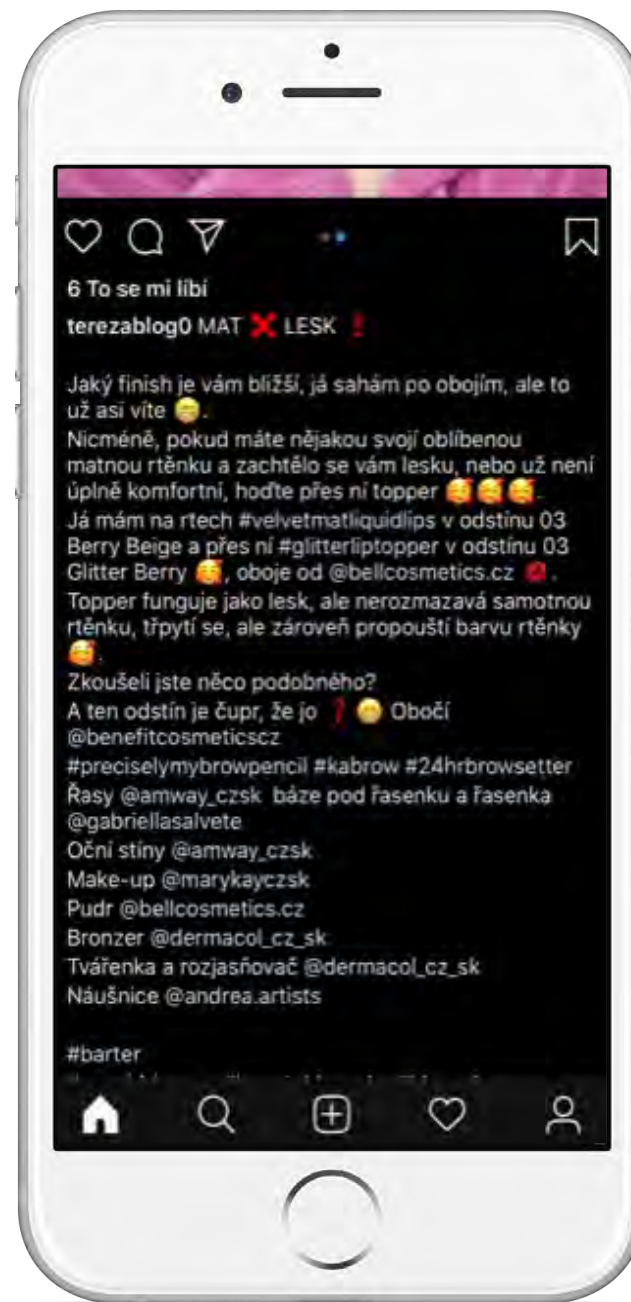 6 To se mi líbí
terezablog0 MAT ❌ LESK ❗
Jaký finish je vám bližší, já sahám po obojím, ale to
už asi víte 😁.
Nicméně, pokud máte nějakou svojí oblíbenou
matnou rtěnku a zachtělo se vám lesku, nebo už není
úplně komfortní, hoďte přes ní topper 🥰🥰🥰.
Já mám na rtech #velvetmatliquidlips v odstínu 03
Berry Beige a přes ní #glitterliptopper v odstínu 03
Glitter Berry 🥰, oboje od @bellcosmetics.cz.
Topper funguje jako lesk, ale nerozmazavá samotnou
rtěnku, třpytí se, ale zároveň propouští barvu rtěnky
🥰.
Zkoušeli jste něco podobného?
A ten odstín je čupr, že jo ❓😁 Obočí
@benefitcosmeticscz
#preciselymybrowpencil #kabrow #24hrbrowsetter
Řasy @amway_czsk báze pod řasenku a řasenka
@gabriellasalvete
Oční stíny @amway_czsk
Make-up @marykayczsk
Pudr @bellcosmetics.cz
Bronzer @dermacol_cz_sk
Tvářenka a rozjasňovač @dermacol_cz_sk
Náušnice @andrea.artists
#barter